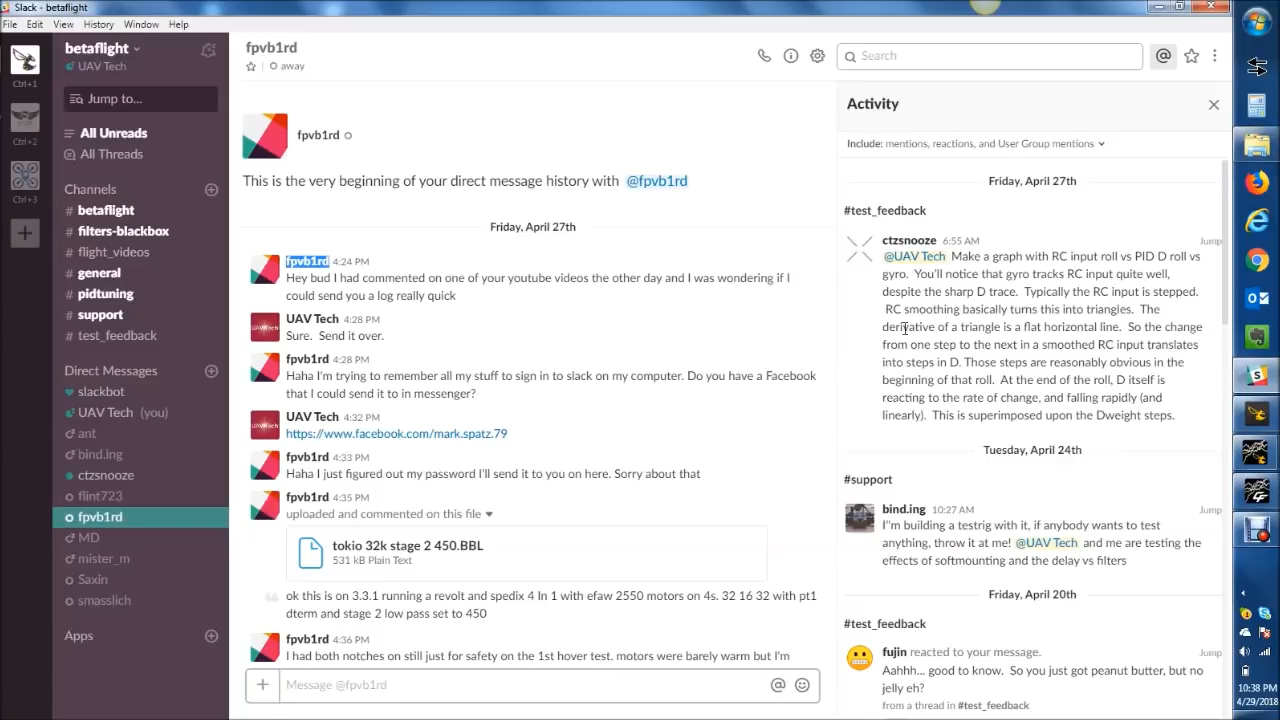 Slack - betaflight
File Edit View History Window Help
betaflight
UAV Tech
Ctrl+1
Ctrl+2
Ctrl+3
Jump to...
All Unreads
All Threads
Channels
# betaflight
# filters-blackbox
# flight_videos
# general
# pidtuning
# support
# test_feedback
Direct Messages
slackbot
UAV Tech (you)
ant
bend.ing
ctzsnooze
flint723
fpvb1rd
MD
mister_m
Saxin
smasslich
Apps
fpvb1rd
away
fpvb1rd
This is the very beginning of your direct message history with @fpvb1rd
Friday, April 27th
fpvb1rd 4:24 PM
Hey bud I had commented on one of your youtube videos the other day and I was wondering if I
could send you a log really quick
UAV Tech 4:28 PM
Sure. Send it over.
fpvb1rd 4:28 PM
Haha I'm trying to remember all my stuff to sign in to slack on my computer. Do you have a Facebook
that I could send it to in messenger?
UAV Tech 4:32 PM
https://www.facebook.com/mark.spatz.79
fpvb1rd 4:33 PM
Haha I just figured out my password I'll send it to you on here. Sorry about that
fpvb1rd 4:35 PM
uploaded and commented on this file
tokio 32k stage 2 450.BBL
531 kB Plain Text
ok this is on 3.3.1 running a revolt and spedix 4 ln 1 with efaw 2550 motors on 4s. 32 16 32 with pt1
dterm and stage 2 low pass set to 450
fpvb1rd 4:36 PM
I had both notches on still just for safety on the 1st hover test. motors were barely warm but I'm
Message @fpvb1rd
Search
Activity
Include: mentions, reactions, and User Group mentions
Friday, April 27th
#test_feedback
ctzsnooze 6:55 AM Jump
@UAV Tech Make a graph with RC input roll vs PID D roll vs
gyro. You'll notice that gyro tracks RC input quite well,
despite the sharp D trace. Typically the RC input is stepped.
RC smoothing basically turns this into triangles. The
derivative of a triangle is a flat horizontal line. So the change
from one step to the next in a smoothed RC input translates
into steps in D. Those steps are reasonably obvious in the
beginning of that roll. At the end of the roll, D itself is
reacting to the rate of change, and falling rapidly (and
linearly). This is superimposed upon the Dweight steps.
Tuesday, April 24th
#support
bind.ing 10:27 AM Jump
I"m building a testrig with it, if anybody wants to test
anything, throw it at me! @UAV Tech and me are testing the
effects of softmounting and the delay vs filters
Friday, April 20th
#test_feedback
fujin reacted to your message. Jump
Aahhh... good to know. So you just got peanut butter, but no
jelly eh?
from a thread in #test_feedback
10:38 PM
4/29/2018